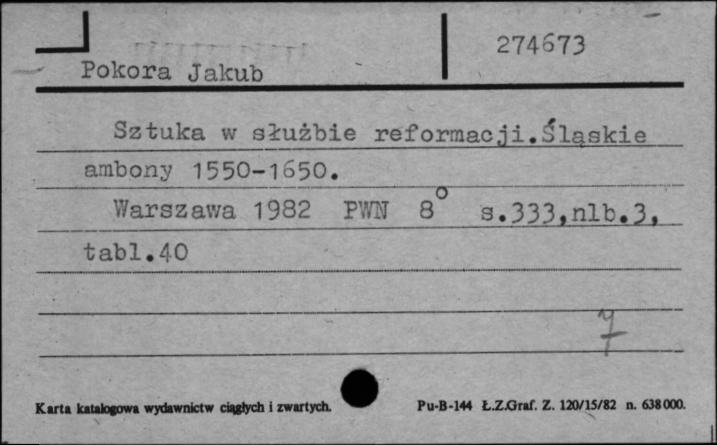 274673
Pokora Jakub
Sztuka w służbie reformacji.Śląskie
ambony 1550-1650.
Warszawa 1982 PWN 8° s.333,nlb.3,
tabl.40
7
Karta katalogowa wydawnictw ciągłych i zwartych. Pu-B-144 Ł.Z.Graf. Z. 120/15/82 n. 638000.